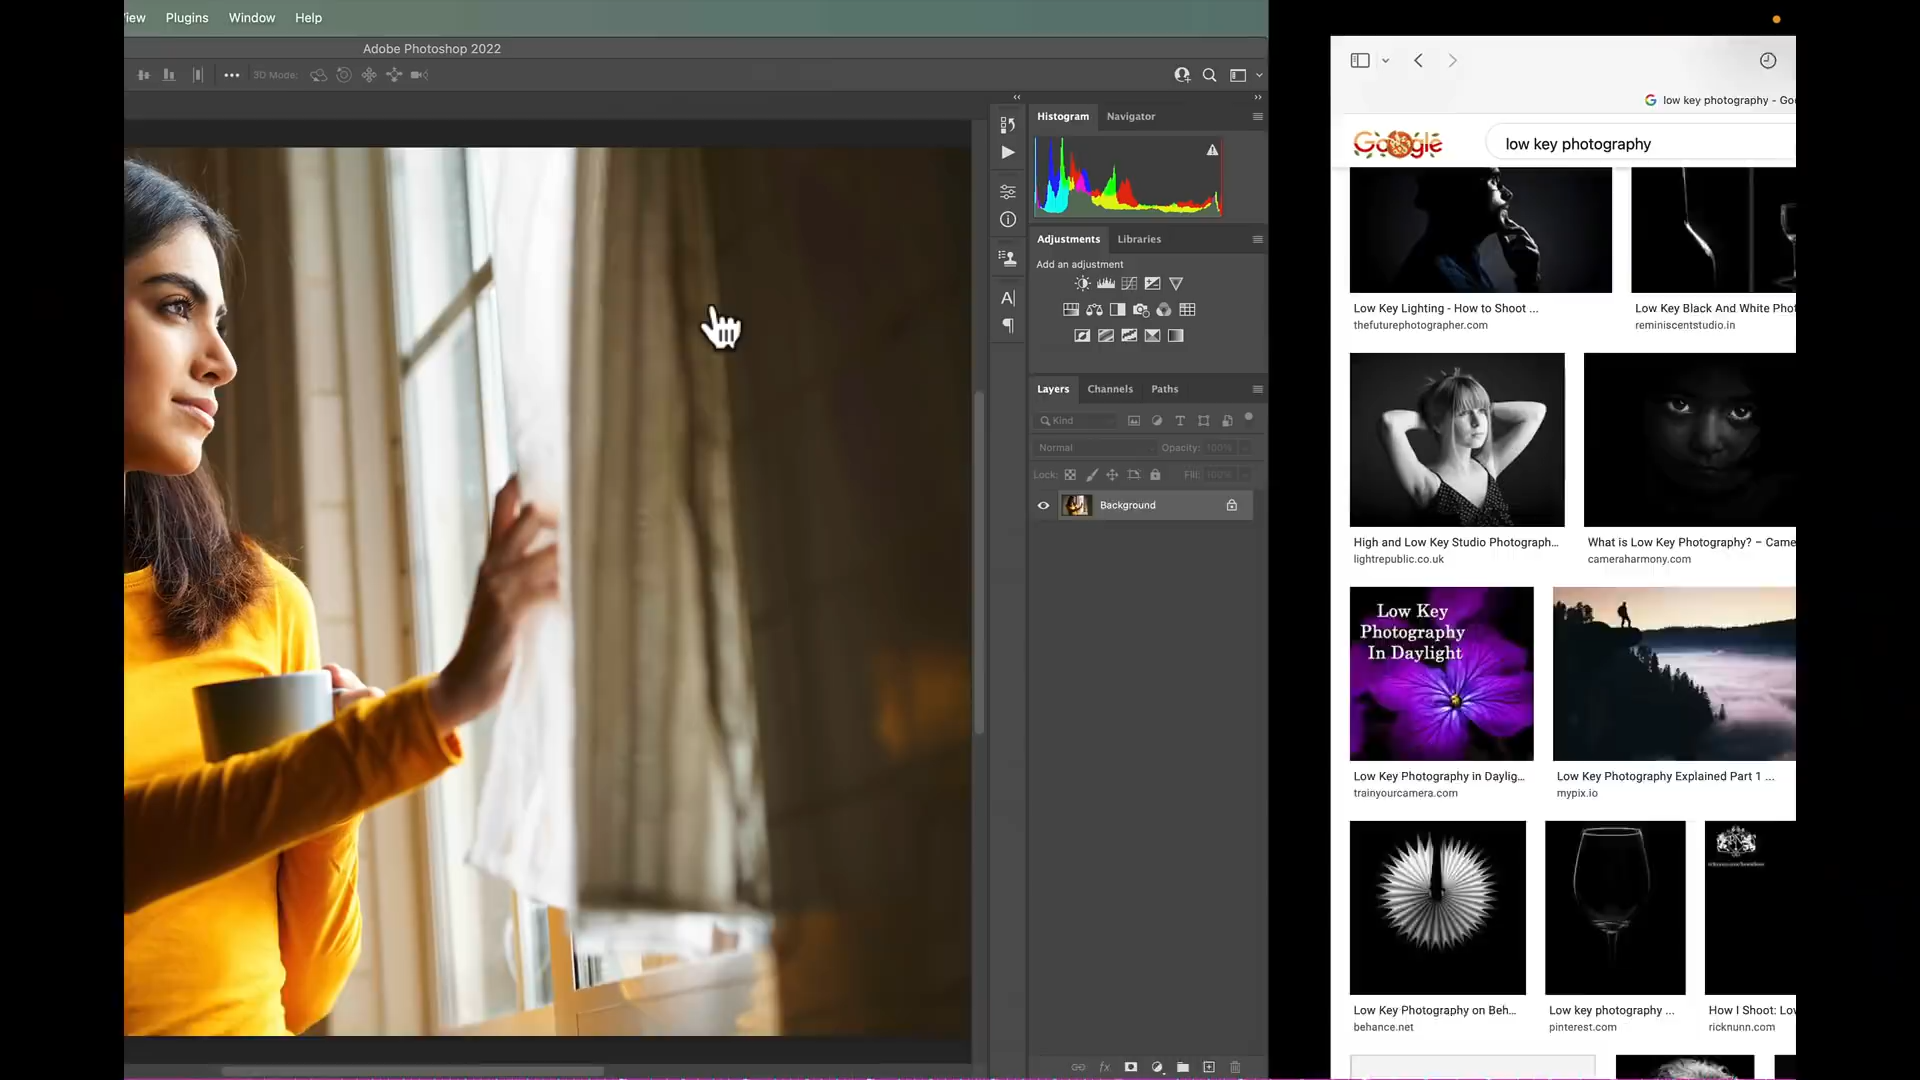 View Plugins Window Help
Adobe Photoshop 2022
3D Mode:
Histogram Navigator
Adjustments Libraries
Add an adjustment
Layers Channels Paths
Kind
Normal Opacity: 100%
Lock: Fill: 100%
Background
low key photography - Goo
Google low key photography
Low Key Lighting - How to Shoot ...
thefuturephotographer.com
Low Key Black And White Phot
reminiscentstudio.in
High and Low Key Studio Photograph...
lightrepublic.co.uk
What is Low Key Photography? – Came
cameraharmony.com
Low Key
Photography
In Daylight
Low Key Photography in Daylig...
trainyourcamera.com
Low Key Photography Explained Part 1 ...
mypix.io
Low Key Photography on Beh...
behance.net
Low key photography ...
pinterest.com
How I Shoot: Lo
ricknunn.com